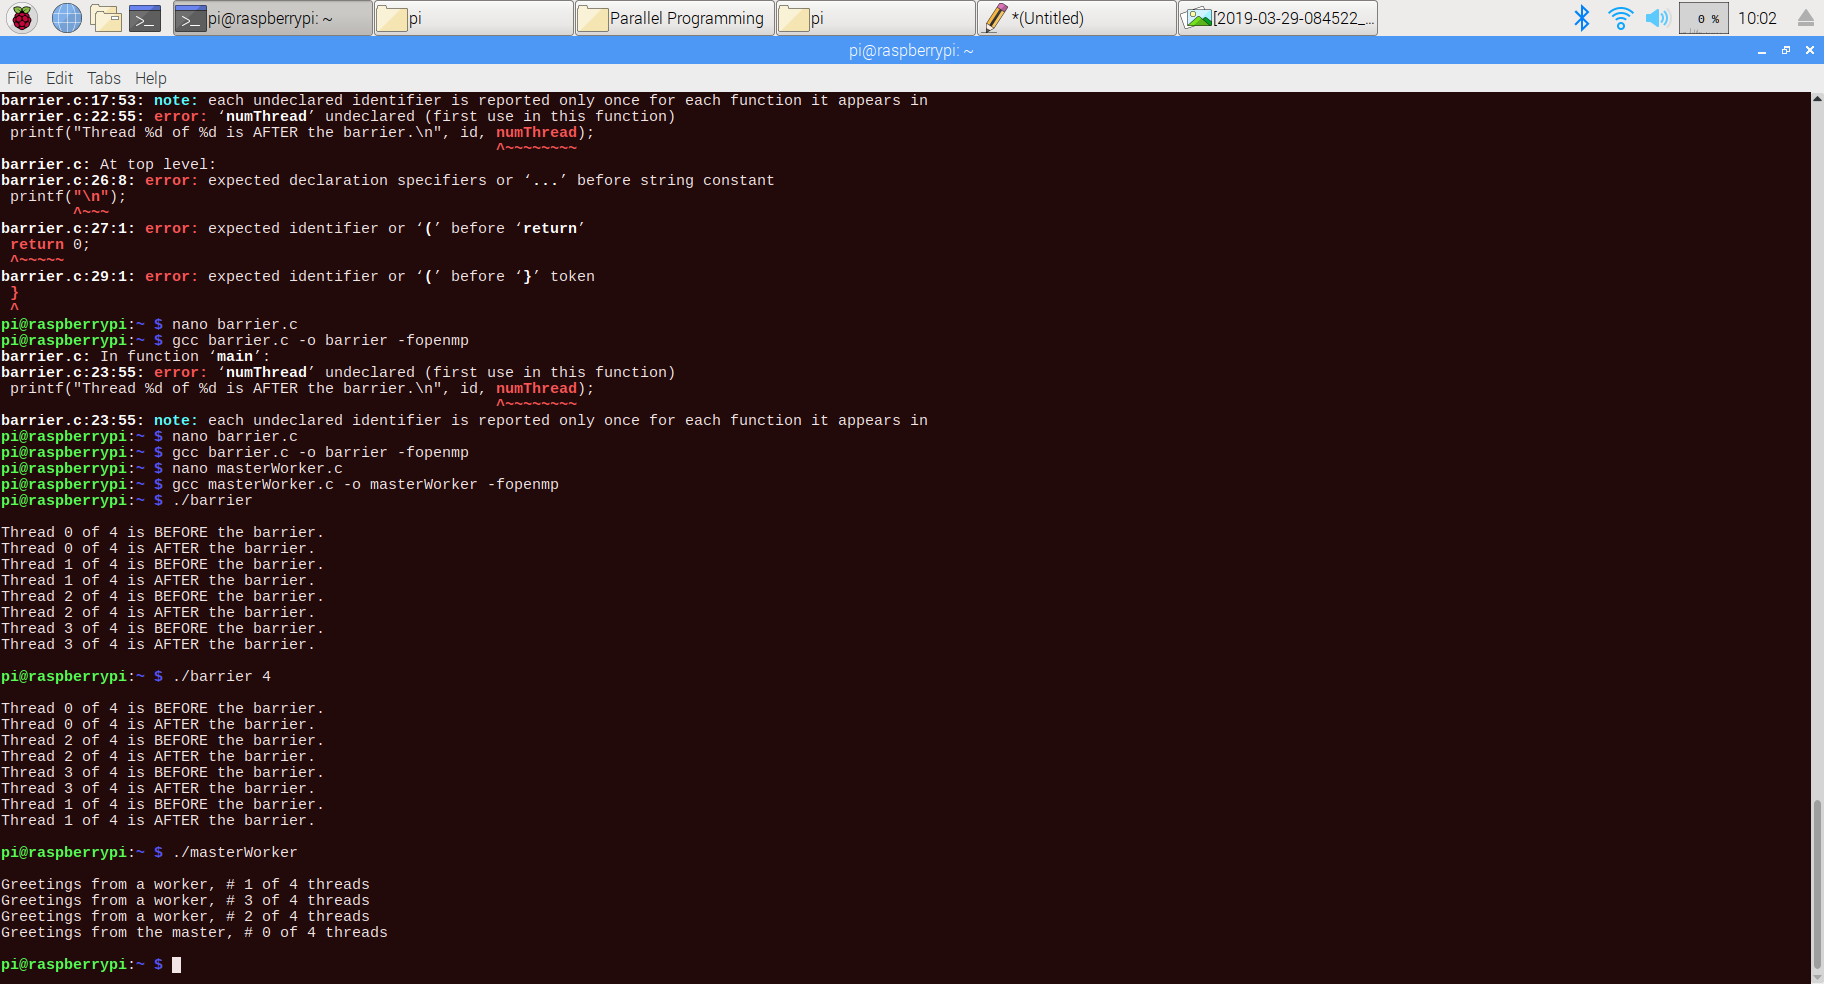 pi@raspberrypi: ~
pi
Parallel Programming
pi
*(Untitled)
[2019-03-29-084522_...
0 %
10:02
pi@raspberrypi: ~
File Edit Tabs Help
barrier.c:17:53: note: each undeclared identifier is reported only once for each function it appears in
barrier.c:22:55: error: ‘numThread’ undeclared (first use in this function)
 printf("Thread %d of %d is AFTER the barrier.\n", id, numThread);
                                                       ^~~~~~~~~
barrier.c: At top level:
barrier.c:26:8: error: expected declaration specifiers or ‘...’ before string constant
 printf("\n");
        ^~~~
barrier.c:27:1: error: expected identifier or ‘(’ before ‘return’
 return 0;
 ^~~~~~
barrier.c:29:1: error: expected identifier or ‘(’ before ‘}’ token
 }
 ^
pi@raspberrypi:~ $ nano barrier.c
pi@raspberrypi:~ $ gcc barrier.c -o barrier -fopenmp
barrier.c: In function ‘main’:
barrier.c:23:55: error: ‘numThread’ undeclared (first use in this function)
 printf("Thread %d of %d is AFTER the barrier.\n", id, numThread);
                                                       ^~~~~~~~~
barrier.c:23:55: note: each undeclared identifier is reported only once for each function it appears in
pi@raspberrypi:~ $ nano barrier.c
pi@raspberrypi:~ $ gcc barrier.c -o barrier -fopenmp
pi@raspberrypi:~ $ nano masterWorker.c
pi@raspberrypi:~ $ gcc masterWorker.c -o masterWorker -fopenmp
pi@raspberrypi:~ $ ./barrier
Thread 0 of 4 is BEFORE the barrier.
Thread 0 of 4 is AFTER the barrier.
Thread 1 of 4 is BEFORE the barrier.
Thread 1 of 4 is AFTER the barrier.
Thread 2 of 4 is BEFORE the barrier.
Thread 2 of 4 is AFTER the barrier.
Thread 3 of 4 is BEFORE the barrier.
Thread 3 of 4 is AFTER the barrier.
pi@raspberrypi:~ $ ./barrier 4
Thread 0 of 4 is BEFORE the barrier.
Thread 0 of 4 is AFTER the barrier.
Thread 2 of 4 is BEFORE the barrier.
Thread 2 of 4 is AFTER the barrier.
Thread 3 of 4 is BEFORE the barrier.
Thread 3 of 4 is AFTER the barrier.
Thread 1 of 4 is BEFORE the barrier.
Thread 1 of 4 is AFTER the barrier.
pi@raspberrypi:~ $ ./masterWorker
Greetings from a worker, # 1 of 4 threads
Greetings from a worker, # 3 of 4 threads
Greetings from a worker, # 2 of 4 threads
Greetings from the master, # 0 of 4 threads
pi@raspberrypi:~ $